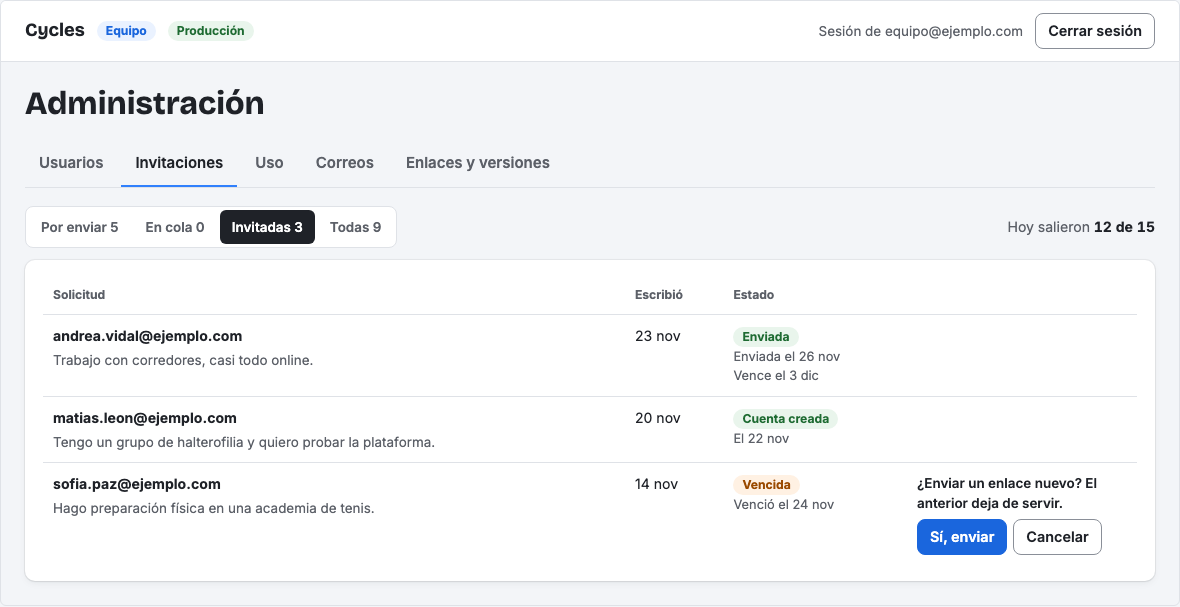 Cycles Equipo Producción Sesión de equipo@ejemplo.com Cerrar sesión
Administración
Usuarios Invitaciones Uso Correos Enlaces y versiones
Por enviar 5 En cola 0 Invitadas 3 Todas 9 Hoy salieron 12 de 15
Solicitud Escribió Estado
andrea.vidal@ejemplo.com 23 nov Enviada
Trabajo con corredores, casi todo online. Enviada el 26 nov
Vence el 3 dic
matias.leon@ejemplo.com 20 nov Cuenta creada
Tengo un grupo de halterofilia y quiero probar la plataforma. El 22 nov
sofia.paz@ejemplo.com 14 nov Vencida ¿Enviar un enlace nuevo? El
Hago preparación física en una academia de tenis. Venció el 24 nov anterior deja de servir.
Sí, enviar Cancelar